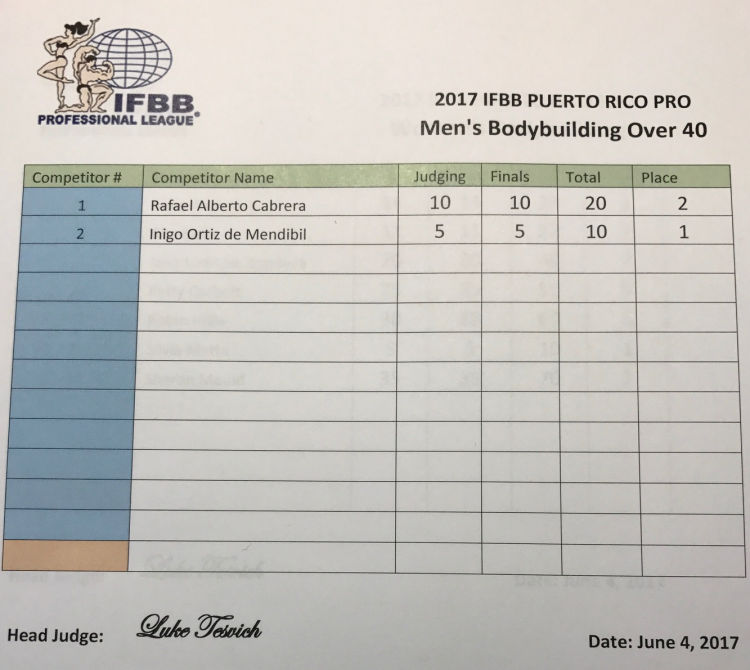 IFBB
PROFESSIONAL LEAGUE®
2017 IFBB PUERTO RICO PRO
Men's Bodybuilding Over 40
Competitor # Competitor Name Judging Finals Total Place
1 Rafael Alberto Cabrera 10 10 20 2
2 Inigo Ortiz de Mendibil 5 5 10 1
Head Judge: Luke Tesvich
Date: June 4, 2017